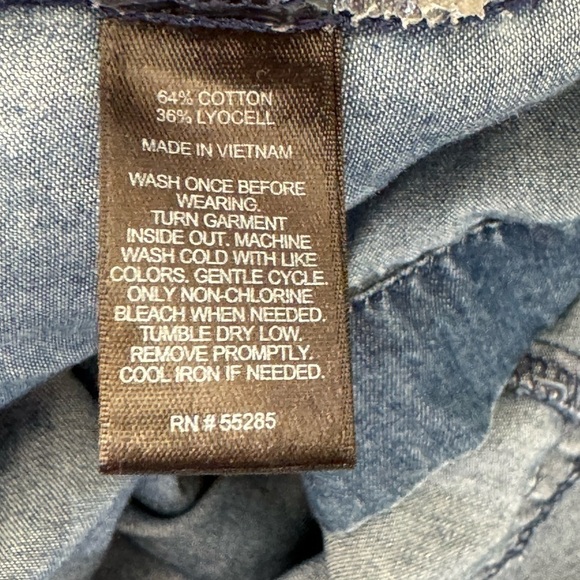 64% COTTON
36% LYOCELL
MADE IN VIETNAM
WASH ONCE BEFORE
WEARING.
TURN GARMENT
INSIDE OUT. MACHINE
WASH COLD WITH LIKE
COLORS. GENTLE CYCLE.
ONLY NON-CHLORINE
BLEACH WHEN NEEDED.
TUMBLE DRY LOW.
REMOVE PROMPTLY.
COOL IRON IF NEEDED.
RN # 55285